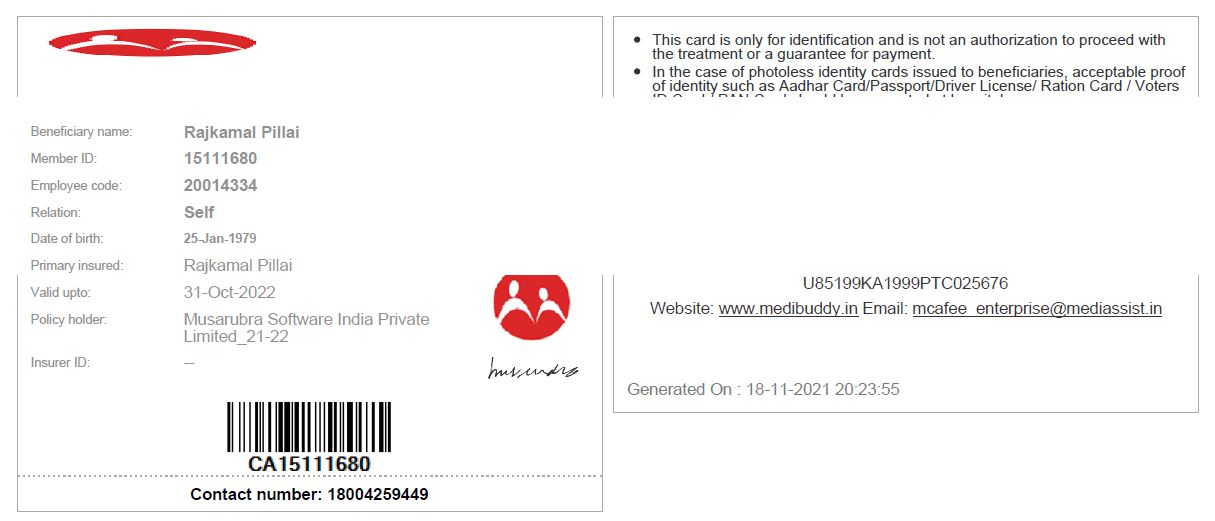 Beneficiary name: Rajkamal Pillai
Member ID: 15111680
Employee code: 20014334
Relation: Self
Date of birth: 25-Jan-1979
Primary insured: Rajkamal Pillai
Valid upto: 31-Oct-2022
Policy holder: Musarubra Software India Private
Limited_21-22
Insurer ID: --
CA15111680
Contact number: 18004259449
• This card is only for identification and is not an authorization to proceed with
the treatment or a guarantee for payment.
• In the case of photoless identity cards issued to beneficiaries, acceptable proof
of identity such as Aadhar Card/Passport/Driver License/ Ration Card / Voters
U85199KA1999PTC025676
Website: www.medibuddy.in Email: mcafee_enterprise@mediassist.in
Generated On : 18-11-2021 20:23:55